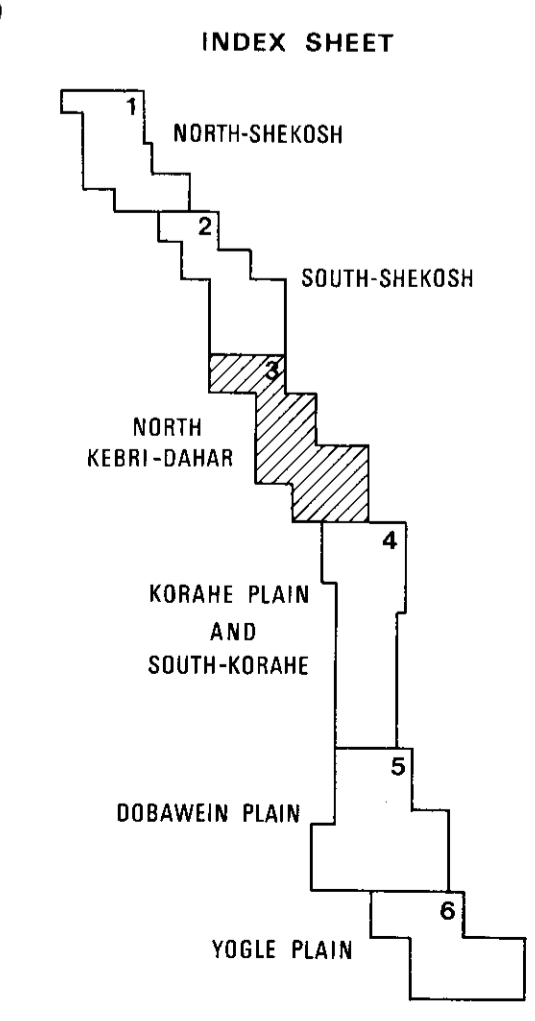 INDEX SHEET
1
NORTH-SHEKOSH
2
SOUTH-SHEKOSH
3
NORTH
KEBRI-DAHAR
4
KORAHE PLAIN
AND
SOUTH-KORAHE
5
DOBAWEIN PLAIN
6
YOGLE PLAIN